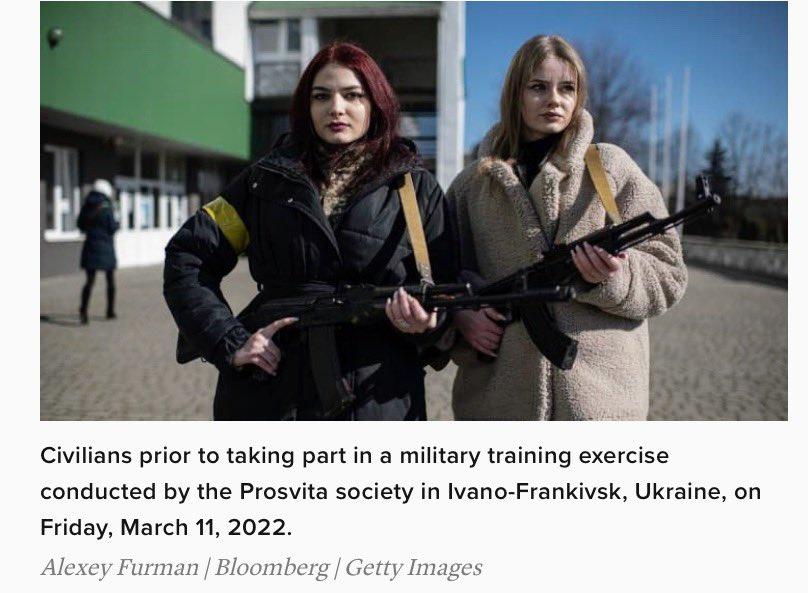 Civilians prior to taking part in a military training exercise
conducted by the Prosvita society in Ivano-Frankivsk, Ukraine, on
Friday, March 11, 2022.
Alexey Furman | Bloomberg | Getty Images